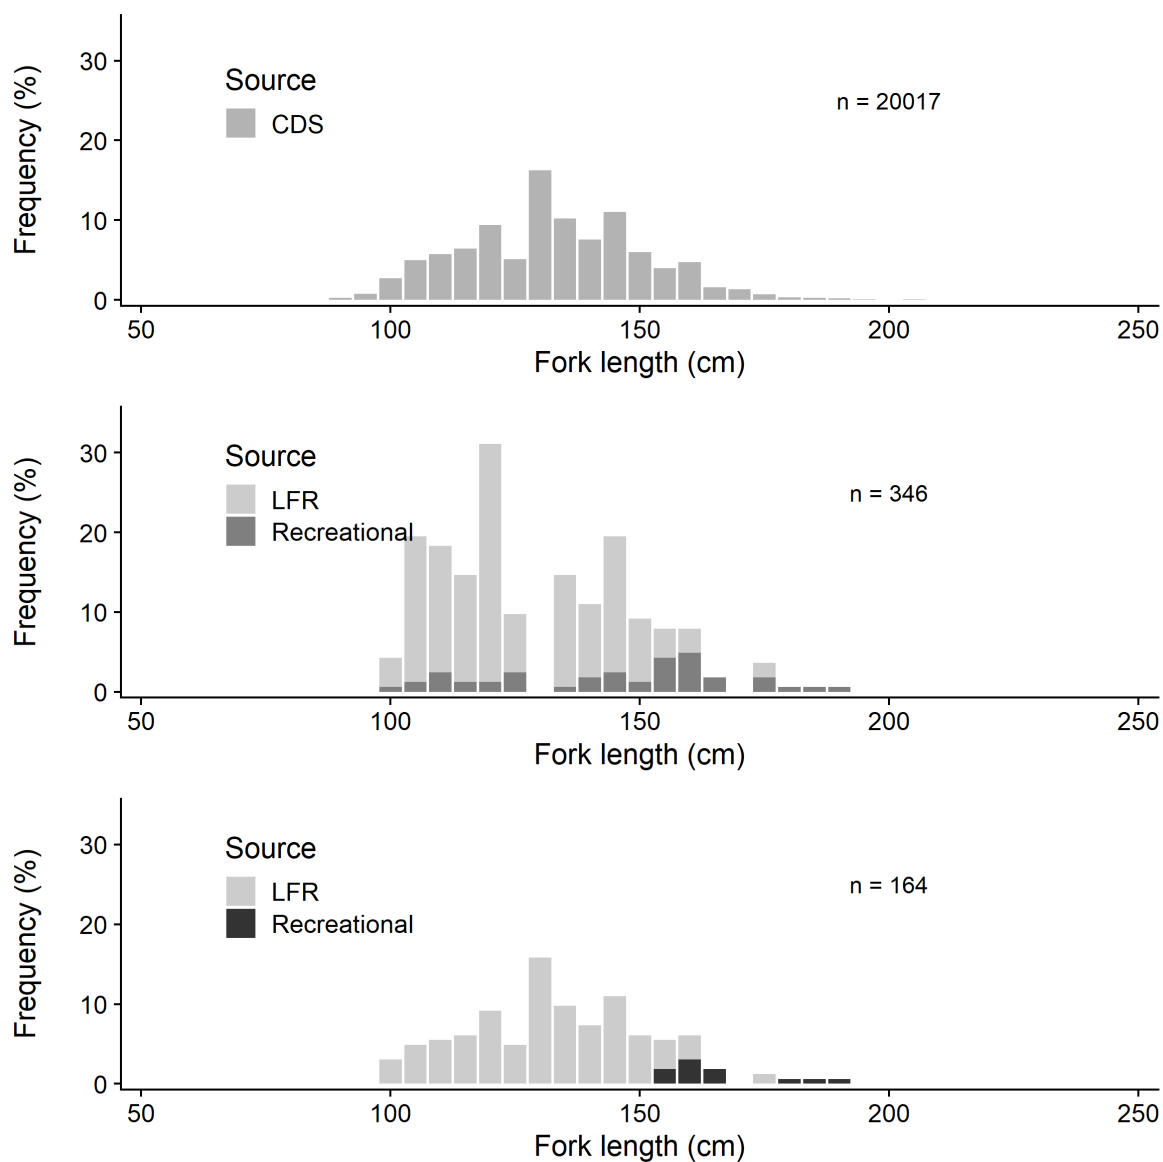 Frequency (%)
30
20
10
0
Source
CDS
n = 20017
50 100 150 200 250
Fork length (cm)
Frequency (%)
30
20
10
0
Source
LFR
Recreational
n = 346
50 100 150 200 250
Fork length (cm)
Frequency (%)
30
20
10
0
Source
LFR
Recreational
n = 164
50 100 150 200 250
Fork length (cm)